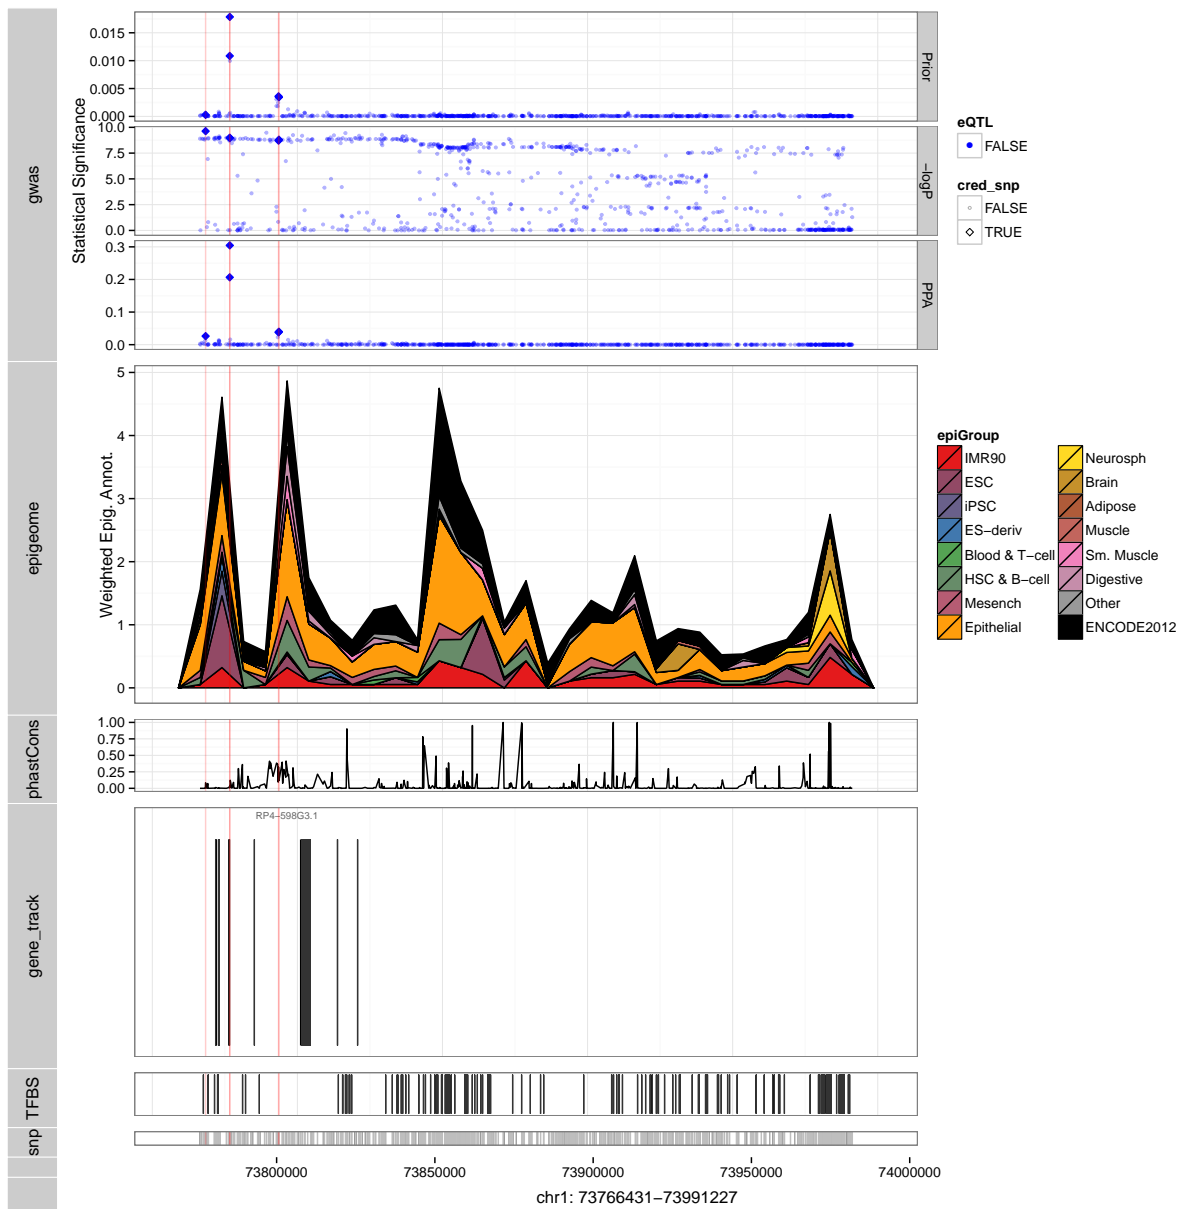 gwas
Statistical Significance
0.015
0.010
0.005
0.000
Prior
10.0
7.5
5.0
2.5
0.0
−logP
0.3
0.2
0.1
0.0
PPA
eQTL
FALSE
cred_snp
FALSE
TRUE
epigeome
Weighted Epig. Annot.
5
4
3
2
1
0
epiGroup
IMR90
ESC
iPSC
ES−deriv
Blood & T−cell
HSC & B−cell
Mesench
Epithelial
Neurosph
Brain
Adipose
Muscle
Sm. Muscle
Digestive
Other
ENCODE2012
phastCons
1.00
0.75
0.50
0.25
0.00
gene_track
RP4−598G3.1
TFBS
snp
73800000
73850000
73900000
73950000
74000000
chr1: 73766431−73991227